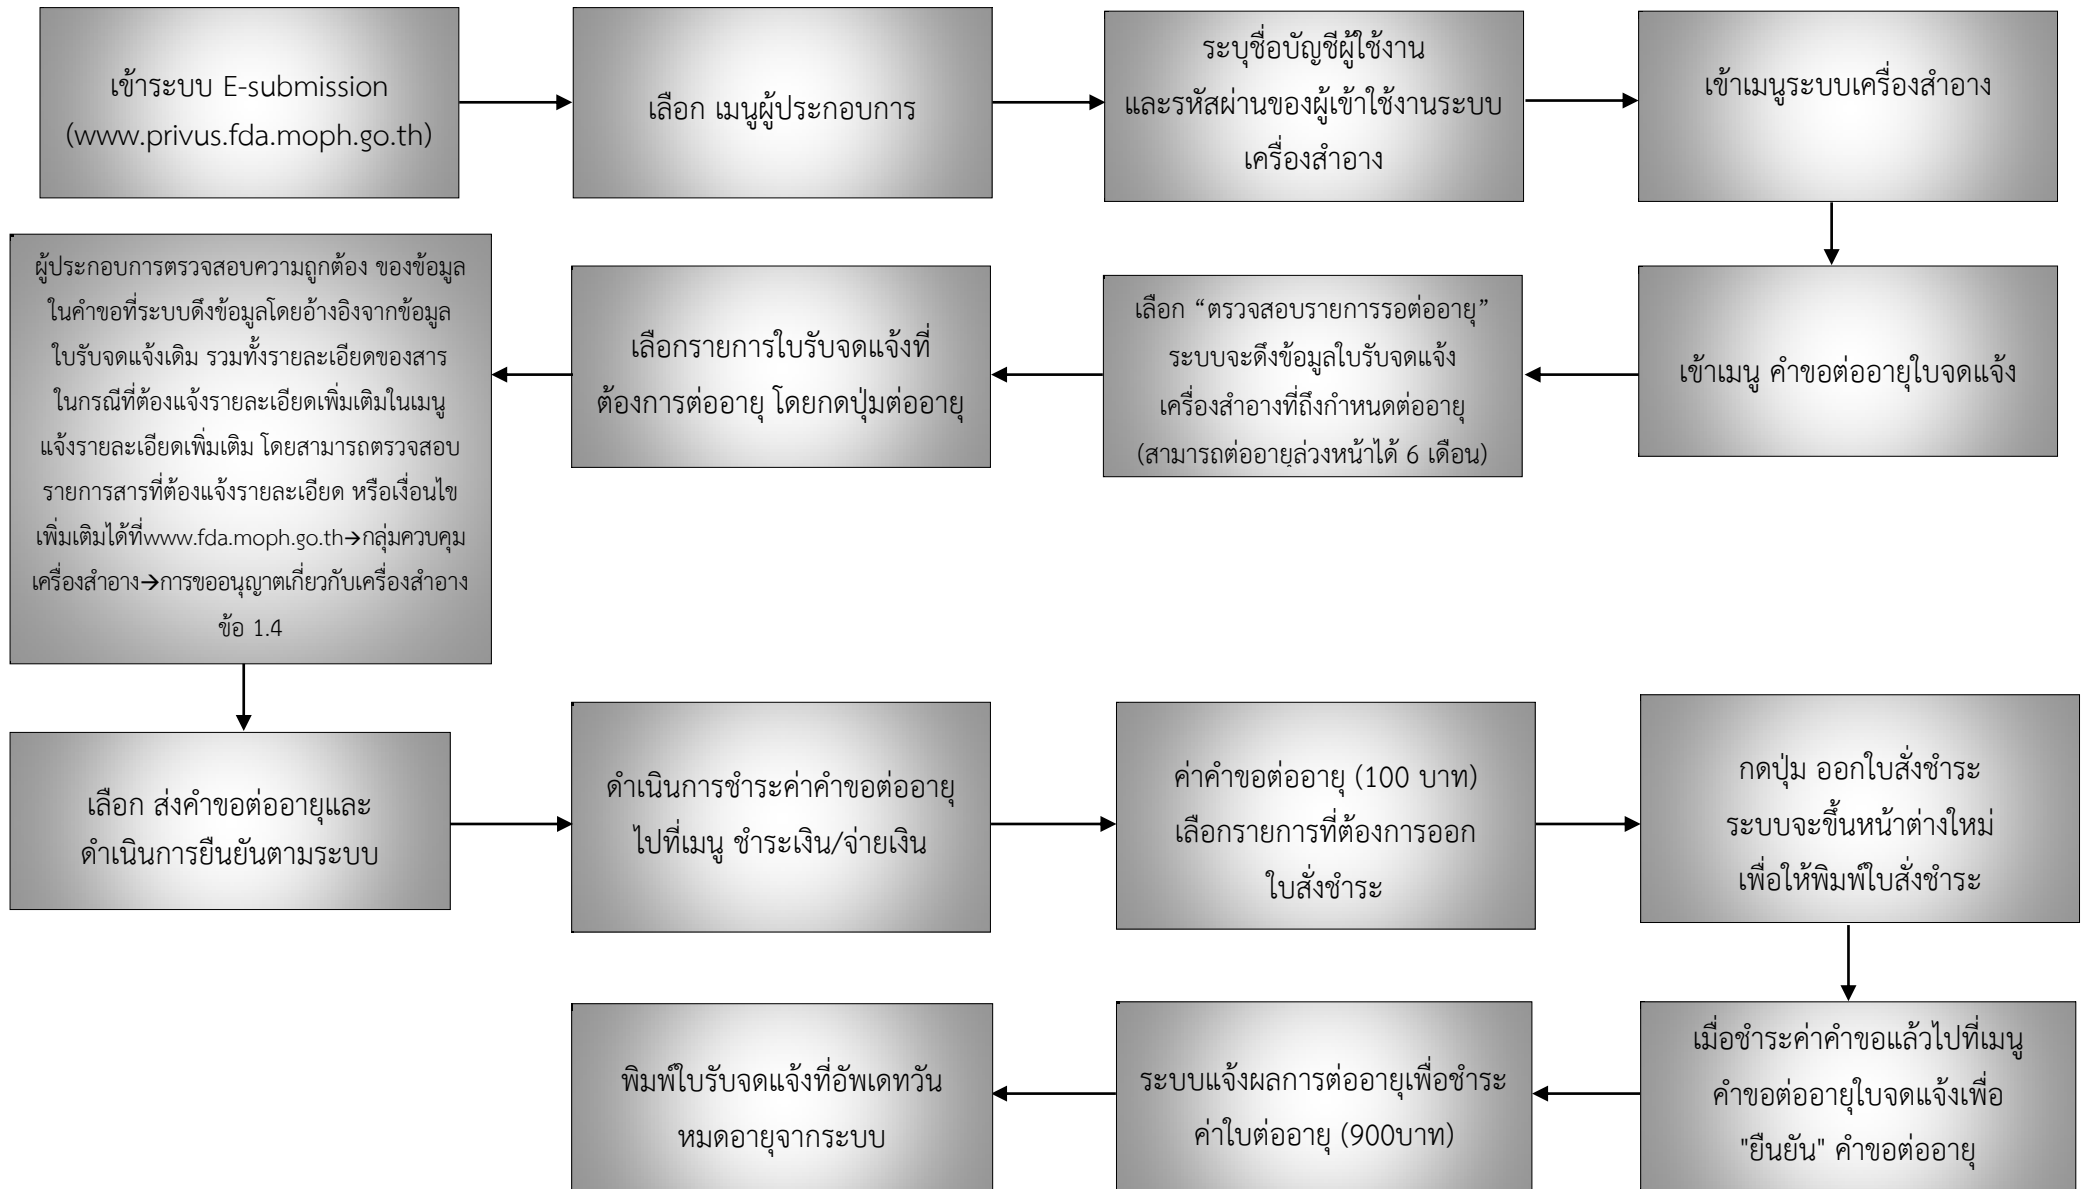 เข้าระบบ E-submission
(www.privus.fda.moph.go.th)
เลือก เมนูผู้ประกอบการ
ระบุชื่อบัญชีผู้ใช้งาน
และรหัสผ่านของผู้เข้าใช้งานระบบ
เครื่องสำอาง
เข้าเมนูระบบเครื่องสำอาง
เข้าเมนู คำขอต่ออายุใบจดแจ้ง
เลือก “ตรวจสอบรายการรอต่ออายุ”
ระบบจะดึงข้อมูลใบรับจดแจ้ง
เครื่องสำอางที่ถึงกำหนดต่ออายุ
(สามารถต่ออายุล่วงหน้าได้ 6 เดือน)
เลือกรายการใบรับจดแจ้งที่
ต้องการต่ออายุ โดยกดปุ่มต่ออายุ
ผู้ประกอบการตรวจสอบความถูกต้อง ของข้อมูล
ในคำขอที่ระบบดึงข้อมูลโดยอ้างอิงจากข้อมูล
ใบรับจดแจ้งเดิม รวมทั้งรายละเอียดของสาร
ในกรณีที่ต้องแจ้งรายละเอียดเพิ่มเติมในเมนู
แจ้งรายละเอียดเพิ่มเติม โดยสามารถตรวจสอบ
รายการสารที่ต้องแจ้งรายละเอียด หรือเงื่อนไข
เพิ่มเติมได้ที่www.fda.moph.go.th→กลุ่มควบคุม
เครื่องสำอาง→การขออนุญาตเกี่ยวกับเครื่องสำอาง
ข้อ 1.4
เลือก ส่งคำขอต่ออายุและ
ดำเนินการยืนยันตามระบบ
ดำเนินการชำระค่าคำขอต่ออายุ
ไปที่เมนู ชำระเงิน/จ่ายเงิน
ค่าคำขอต่ออายุ (100 บาท)
เลือกรายการที่ต้องการออก
ใบสั่งชำระ
กดปุ่ม ออกใบสั่งชำระ
ระบบจะขึ้นหน้าต่างใหม่
เพื่อให้พิมพ์ใบสั่งชำระ
เมื่อชำระค่าคำขอแล้วไปที่เมนู
คำขอต่ออายุใบจดแจ้งเพื่อ
"ยืนยัน" คำขอต่ออายุ
ระบบแจ้งผลการต่ออายุเพื่อชำระ
ค่าใบต่ออายุ (900บาท)
พิมพ์ใบรับจดแจ้งที่อัพเดทวัน
หมดอายุจากระบบ